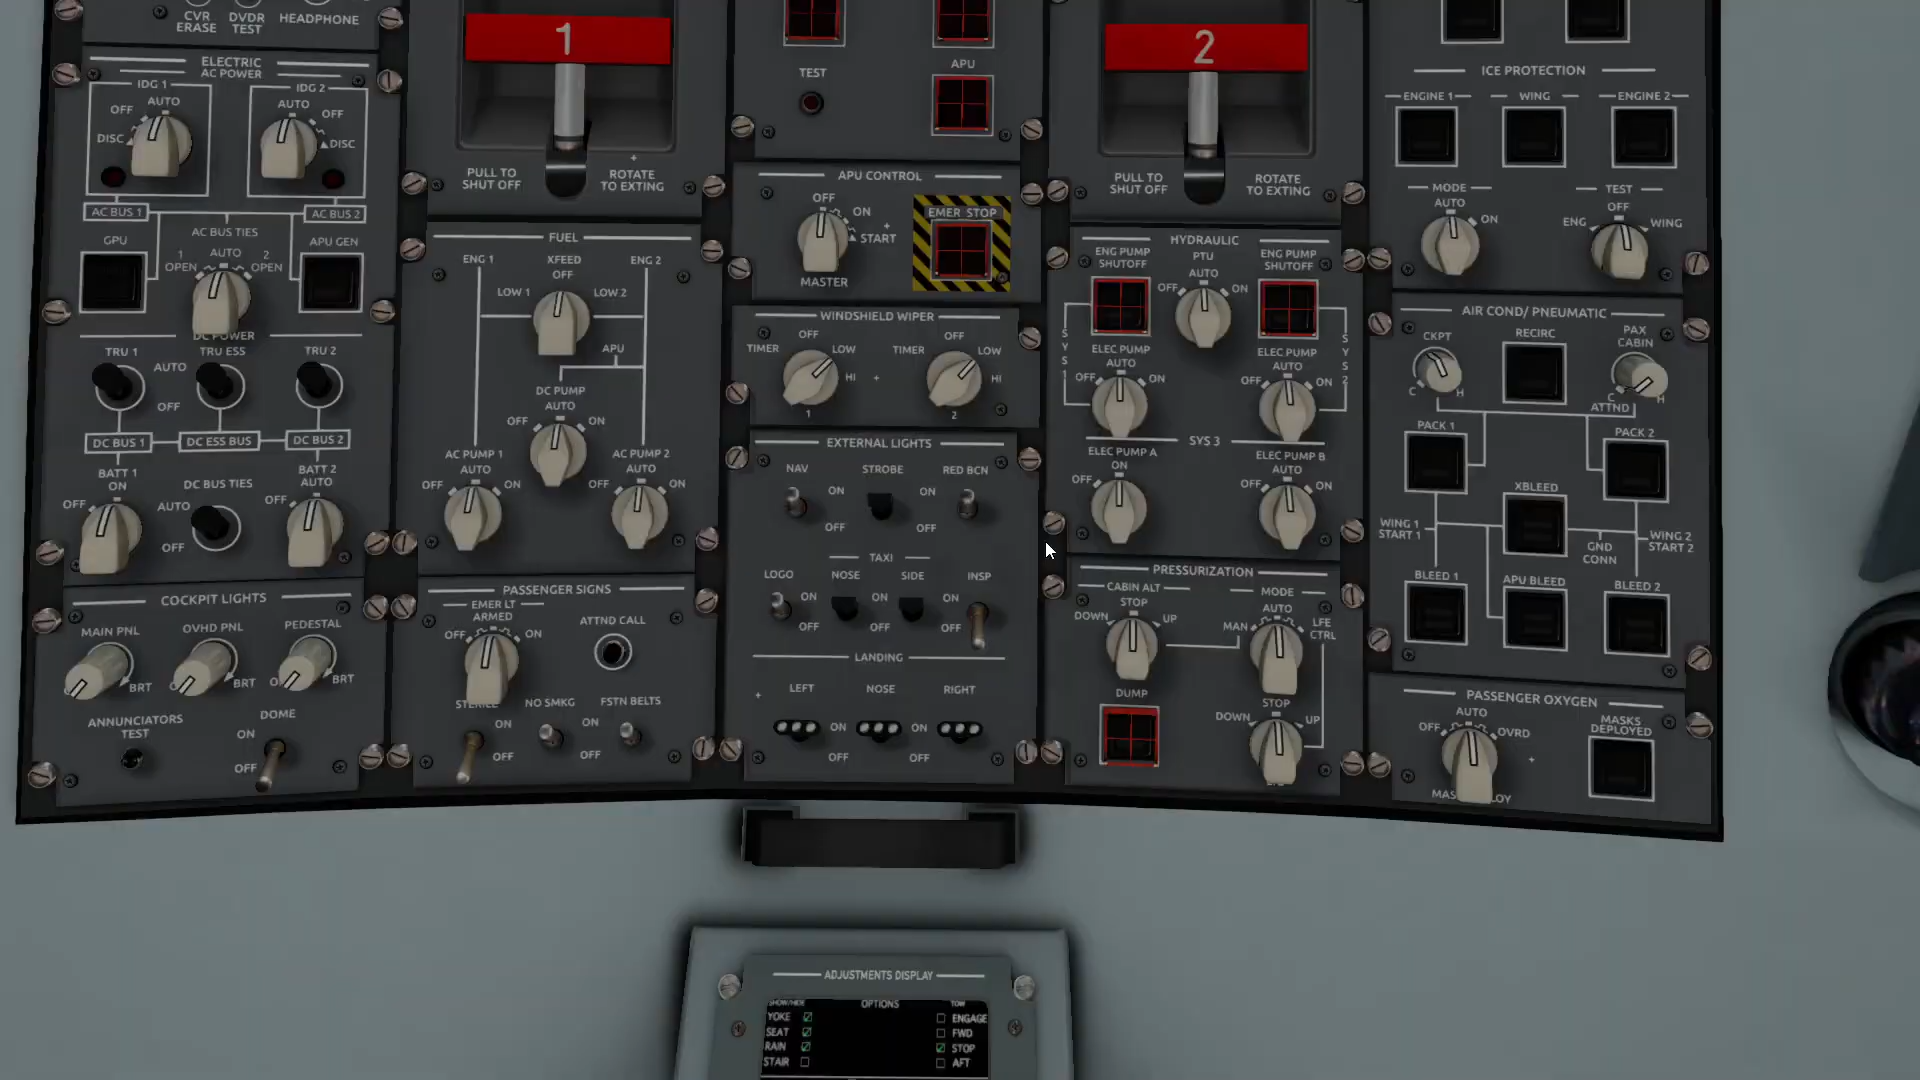 CVR
ERASE
DVDR
TEST
HEADPHONE
ELECTRIC
AC POWER
IDG 1
OFF
AUTO
DISC
IDG 2
AUTO
OFF
DISC
AC BUS 1
AC BUS 2
AC BUS TIES
GPU
1
OPEN
AUTO
2
OPEN
APU GEN
DC POWER
TRU 1
TRU ESS
TRU 2
AUTO
OFF
DC BUS 1
DC ESS BUS
DC BUS 2
BATT 1
ON
OFF
DC BUS TIES
AUTO
OFF
BATT 2
AUTO
OFF
COCKPIT LIGHTS
MAIN PNL
OVHD PNL
PEDESTAL
BRT
BRT
BRT
ANNUNCIATORS
TEST
DOME
ON
OFF
1
PULL TO
SHUT OFF
ROTATE
TO EXTING
FUEL
ENG 1
XFEED
OFF
ENG 2
LOW 1
LOW 2
APU
DC PUMP
AUTO
OFF
ON
AC PUMP 1
AUTO
OFF
ON
AC PUMP 2
AUTO
OFF
ON
PASSENGER SIGNS
EMER LT
ARMED
OFF
ON
ATTND CALL
NO SMKG
FSTN BELTS
ON
OFF
ON
OFF
TEST
APU
APU CONTROL
OFF
ON
START
MASTER
EMER STOP
WINDSHIELD WIPER
OFF
TIMER
LOW
HI
1
OFF
TIMER
LOW
HI
2
EXTERNAL LIGHTS
NAV
STROBE
RED BCN
ON
OFF
ON
OFF
TAXI
LOGO
NOSE
SIDE
INSP
ON
OFF
ON
OFF
ON
OFF
LANDING
LEFT
NOSE
RIGHT
ON
OFF
ON
OFF
2
PULL TO
SHUT OFF
ROTATE
TO EXTING
HYDRAULIC
ENG PUMP
SHUTOFF
PTU
AUTO
OFF
ON
ENG PUMP
SHUTOFF
SYS 1
SYS 2
ELEC PUMP
AUTO
OFF
ON
ELEC PUMP
AUTO
OFF
ON
SYS 3
ELEC PUMP A
ON
OFF
ELEC PUMP B
AUTO
OFF
ON
PRESSURIZATION
CABIN ALT
STOP
DOWN
UP
MODE
AUTO
MAN
LFE
CTRL
DUMP
STOP
DOWN
UP
ICE PROTECTION
ENGINE 1
WING
ENGINE 2
MODE
AUTO
ON
TEST
OFF
ENG
WING
AIR COND/ PNEUMATIC
CKPT
C
H
RECIRC
PAX
CABIN
C
H
ATTND
PACK 1
PACK 2
XBLEED
WING 1
START 1
GND
CONN
WING 2
START 2
BLEED 1
APU BLEED
BLEED 2
PASSENGER OXYGEN
AUTO
OFF
OVRD
MASKS
DEPLOYED
ADJUSTMENTS DISPLAY
SHOW/HIDE
OPTIONS
TOW
YOKE
ENGAGE
SEAT
FWD
RAIN
STOP
STAIR
AFT